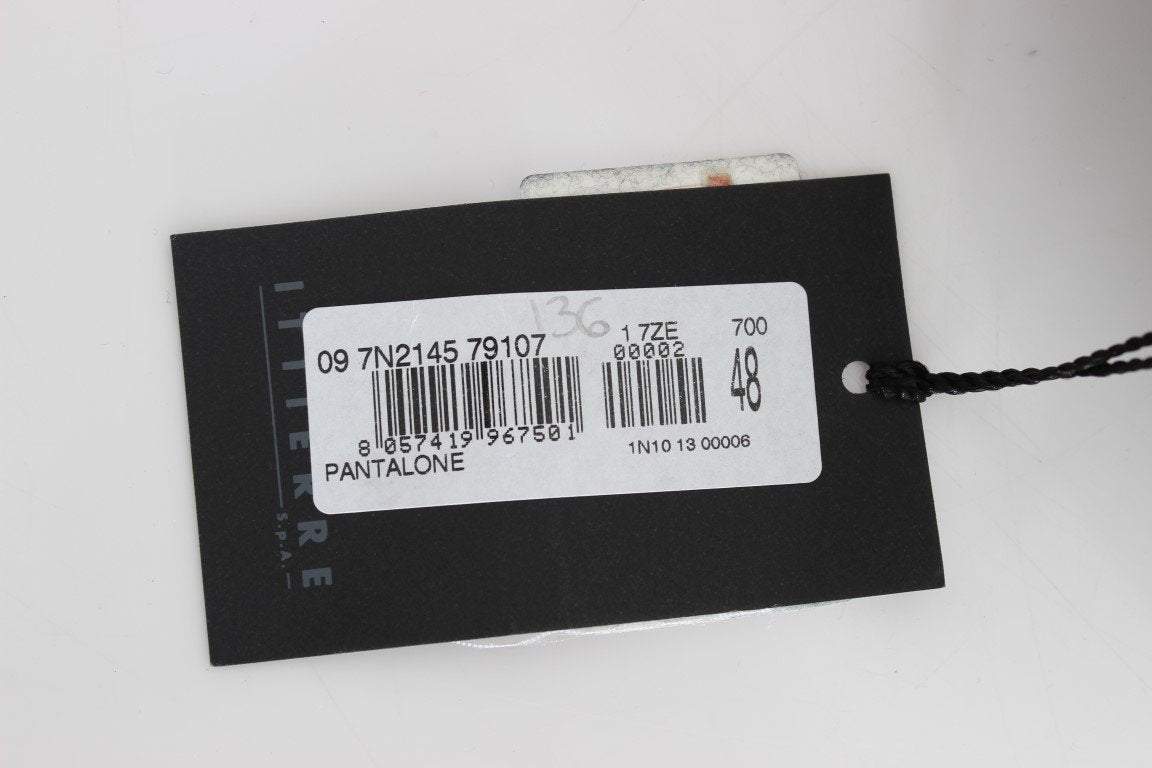 ITTIERRE
S.p.A.
136
09 7N2145 79107
1 7ZE
700
00002
48
8 057419 967501
1N10 13 00006
PANTALONE